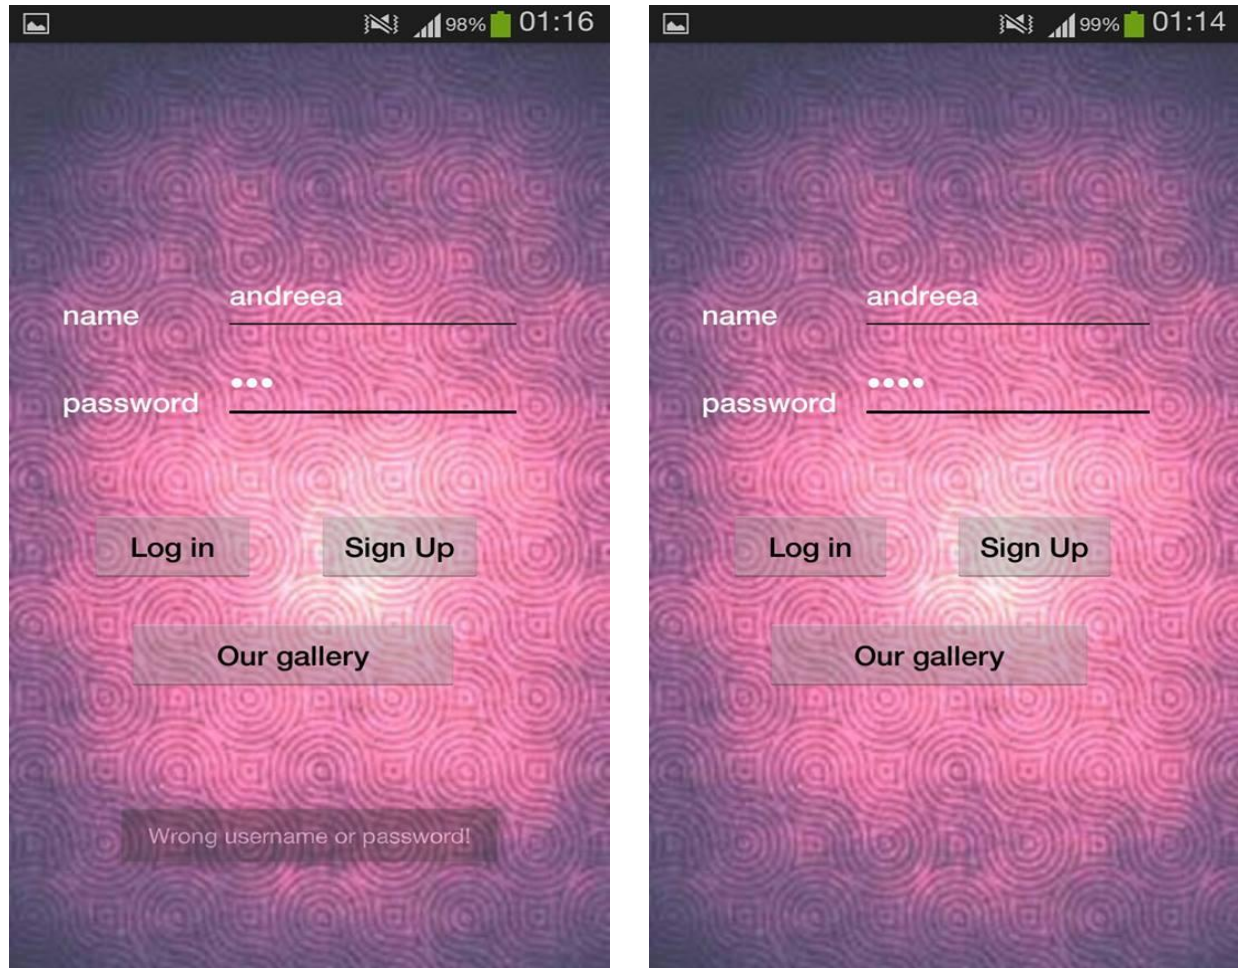 98% 01:16
andreea
name
•••
password
Log in Sign Up
Our gallery
Wrong username or password!
99% 01:14
andreea
name
••••
password
Log in Sign Up
Our gallery